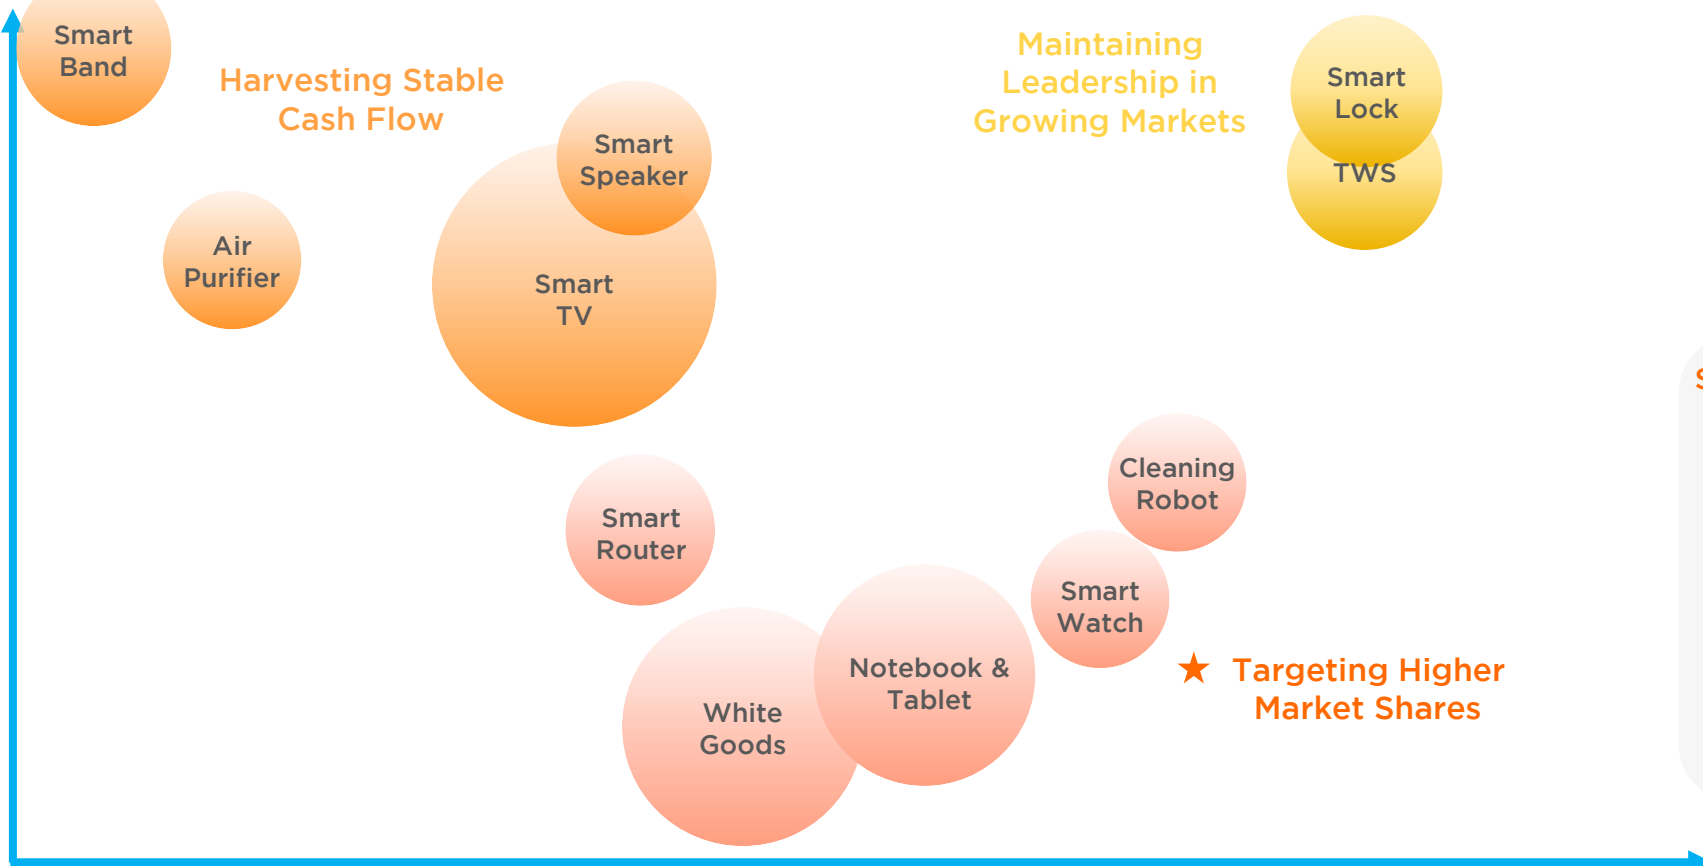 Smart
Band
Harvesting Stable
Cash Flow
Smart
Speaker
Maintaining
Leadership in
Growing Markets
Smart
Lock
TWS
Air
Purifier
Smart
TV
Smart
Router
Cleaning
Robot
Smart
Watch
Notebook &
Tablet
White
Goods
★ Targeting Higher
Market Shares